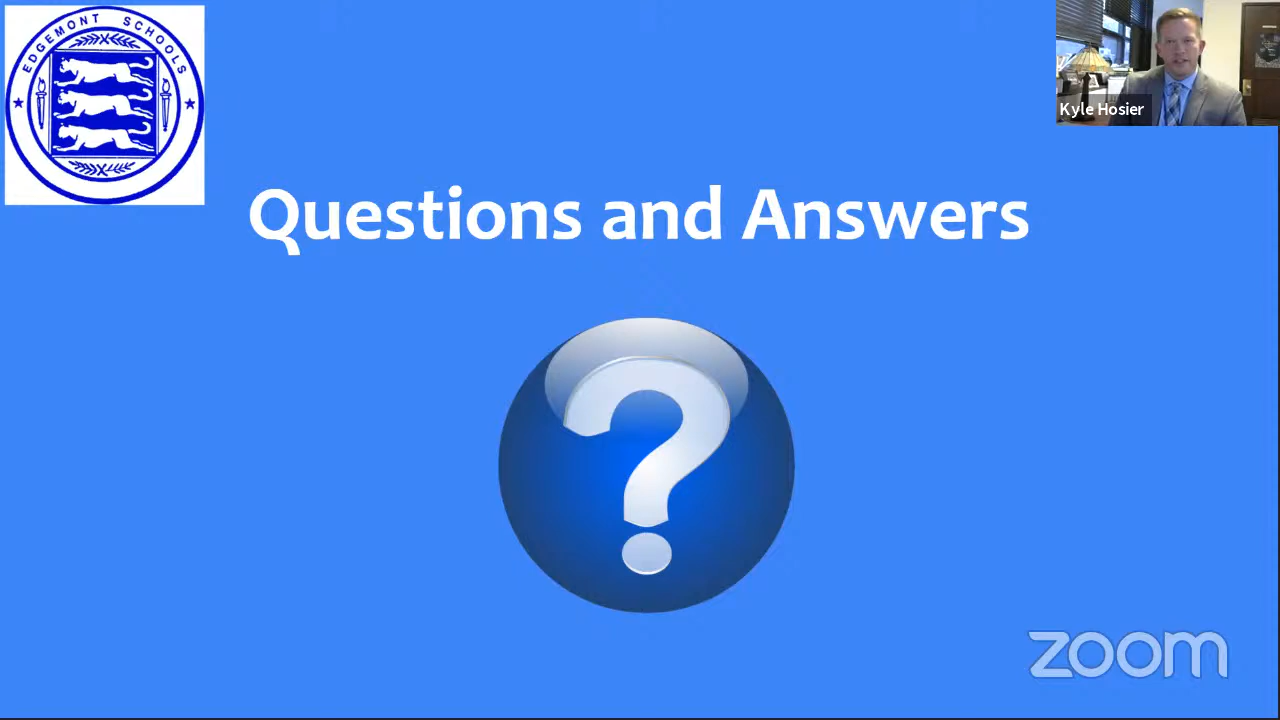 EDGEMONT SCHOOLS
Kyle Hosier
Questions and Answers
?
zoom